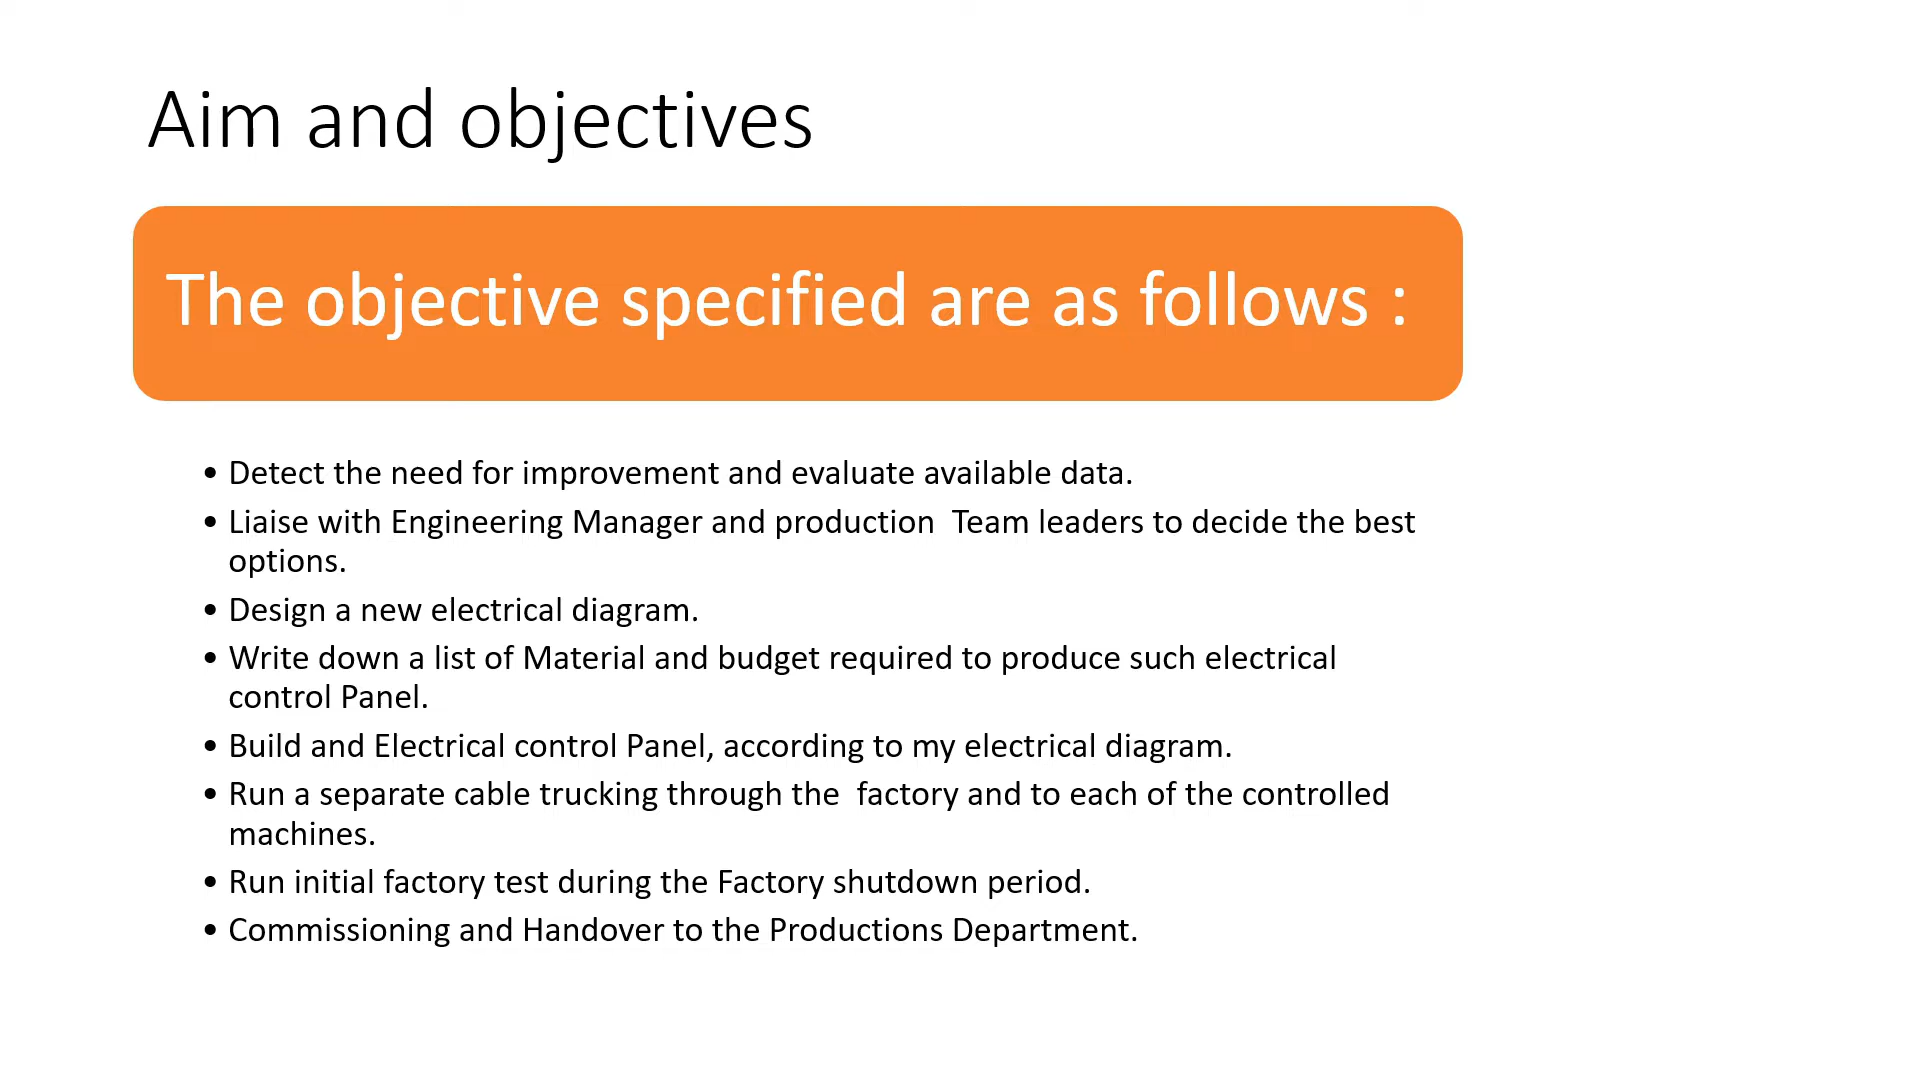 Aim and objectives
The objective specified are as follows :
• Detect the need for improvement and evaluate available data.
• Liaise with Engineering Manager and production  Team leaders to decide the best
options.
• Design a new electrical diagram.
• Write down a list of Material and budget required to produce such electrical
control Panel.
• Build and Electrical control Panel, according to my electrical diagram.
• Run a separate cable trucking through the  factory and to each of the controlled
machines.
• Run initial factory test during the Factory shutdown period.
• Commissioning and Handover to the Productions Department.